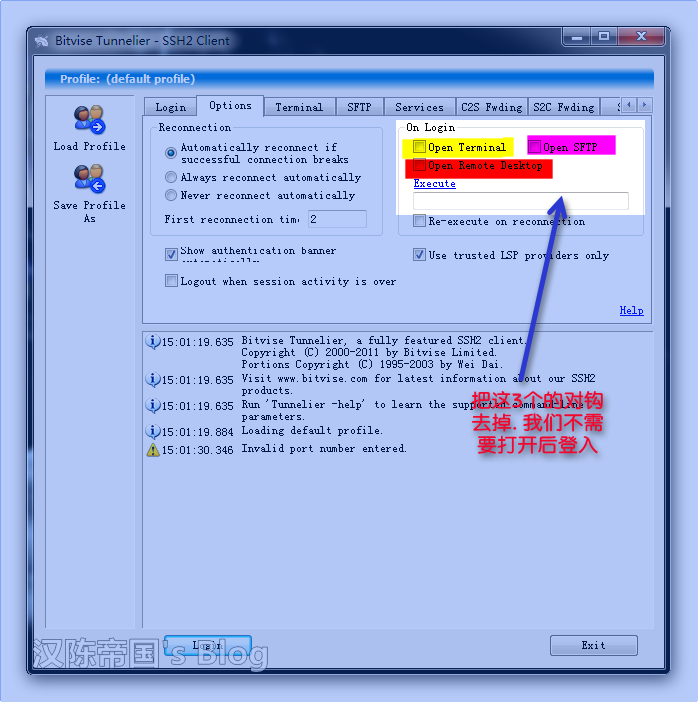 Bitvise Tunnelier - SSH2 Client
Profile: (default profile)
Load Profile
Save Profile
As
Login
Options
Terminal
SFTP
Services
C2S Fwding
S2C Fwding
Reconnection
Automatically reconnect if
successful connection breaks
Always reconnect automatically
Never reconnect automatically
First reconnection tim
2
On Login
Open Terminal
Open SFTP
Open Remote Desktop
Execute
Re-execute on reconnection
Show authentication banner
automatically
Use trusted LSP providers only
Logout when session activity is over
Help
15:01:19.635 Bitvise Tunnelier, a fully featured SSH2 client.
Copyright (C) 2000-2011 by Bitvise Limited.
Portions Copyright (C) 1995-2003 by Wei Dai.
15:01:19.635 Visit www.bitvise.com for latest information about our SSH2
products.
15:01:19.635 Run 'Tunnelier -help' to learn the supported command-line
parameters.
15:01:19.884 Loading default profile.
15:01:30.346 Invalid port number entered.
把这3个的对钩
去掉. 我们不需
要打开后登入
Login
Exit
汉陈帝国's Blog